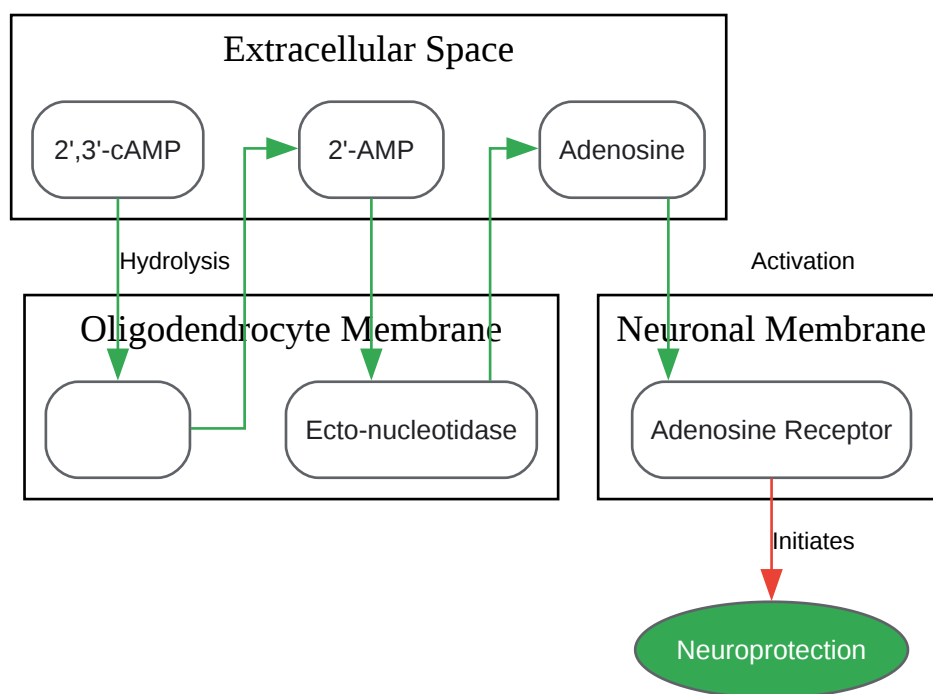 Extracellular Space
2',3'-cAMP
2'-AMP
Adenosine
Hydrolysis
Activation
Oligodendrocyte Membrane
Neuronal Membrane
Ecto-nucleotidase
Adenosine Receptor
Initiates
Neuroprotection